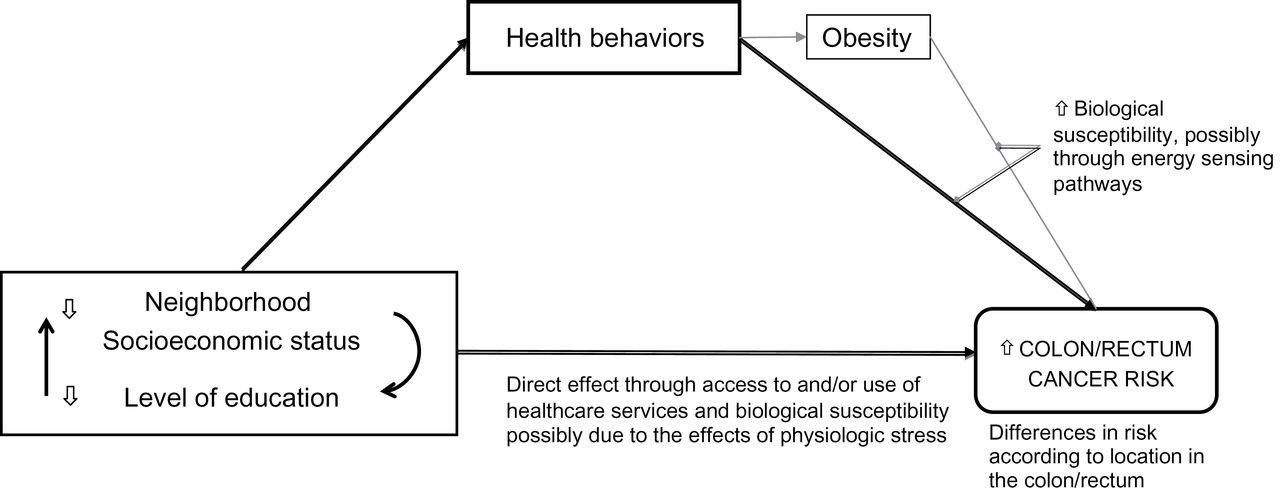 Health behaviors
Obesity
⇧ Biological
susceptibility, possibly
through energy sensing
pathways
⇩ Neighborhood
Socioeconomic status
⇩ Level of education
⇧ COLON/RECTUM
CANCER RISK
Direct effect through access to and/or use of
healthcare services and biological susceptibility
possibly due to the effects of physiologic stress
Differences in risk
according to location in
the colon/rectum